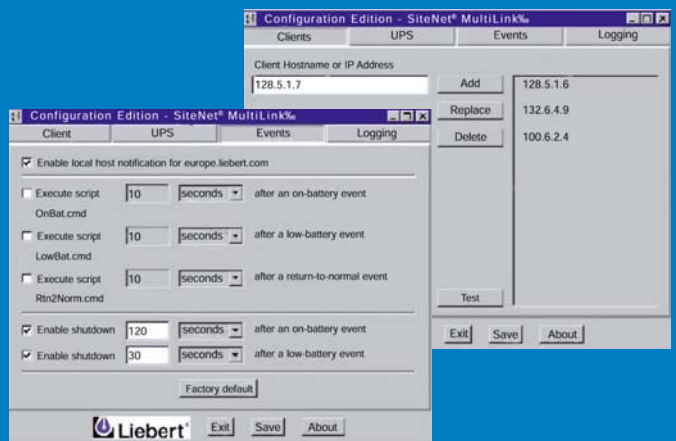 Configuration Edition - SiteNet® MultiLink‰
Clients UPS Events Logging
Client Hostname or IP Address
128.5.1.7 Add 128.5.1.6
Replace 132.6.4.9
Delete 100.6.2.4
Test
Exit Save About
Configuration Edition - SiteNet® MultiLink‰
Client UPS Events Logging
Enable local host notification for europe.liebert.com
Execute script 10 seconds after an on-battery event
OnBat.cmd
Execute script 10 seconds after a low-battery event
LowBat.cmd
Execute script 10 seconds after a return-to-normal event
Rtn2Norm.cmd
Enable shutdown 120 seconds after an on-battery event
Enable shutdown 30 seconds after a low-battery event
Factory default
Liebert® Exit Save About